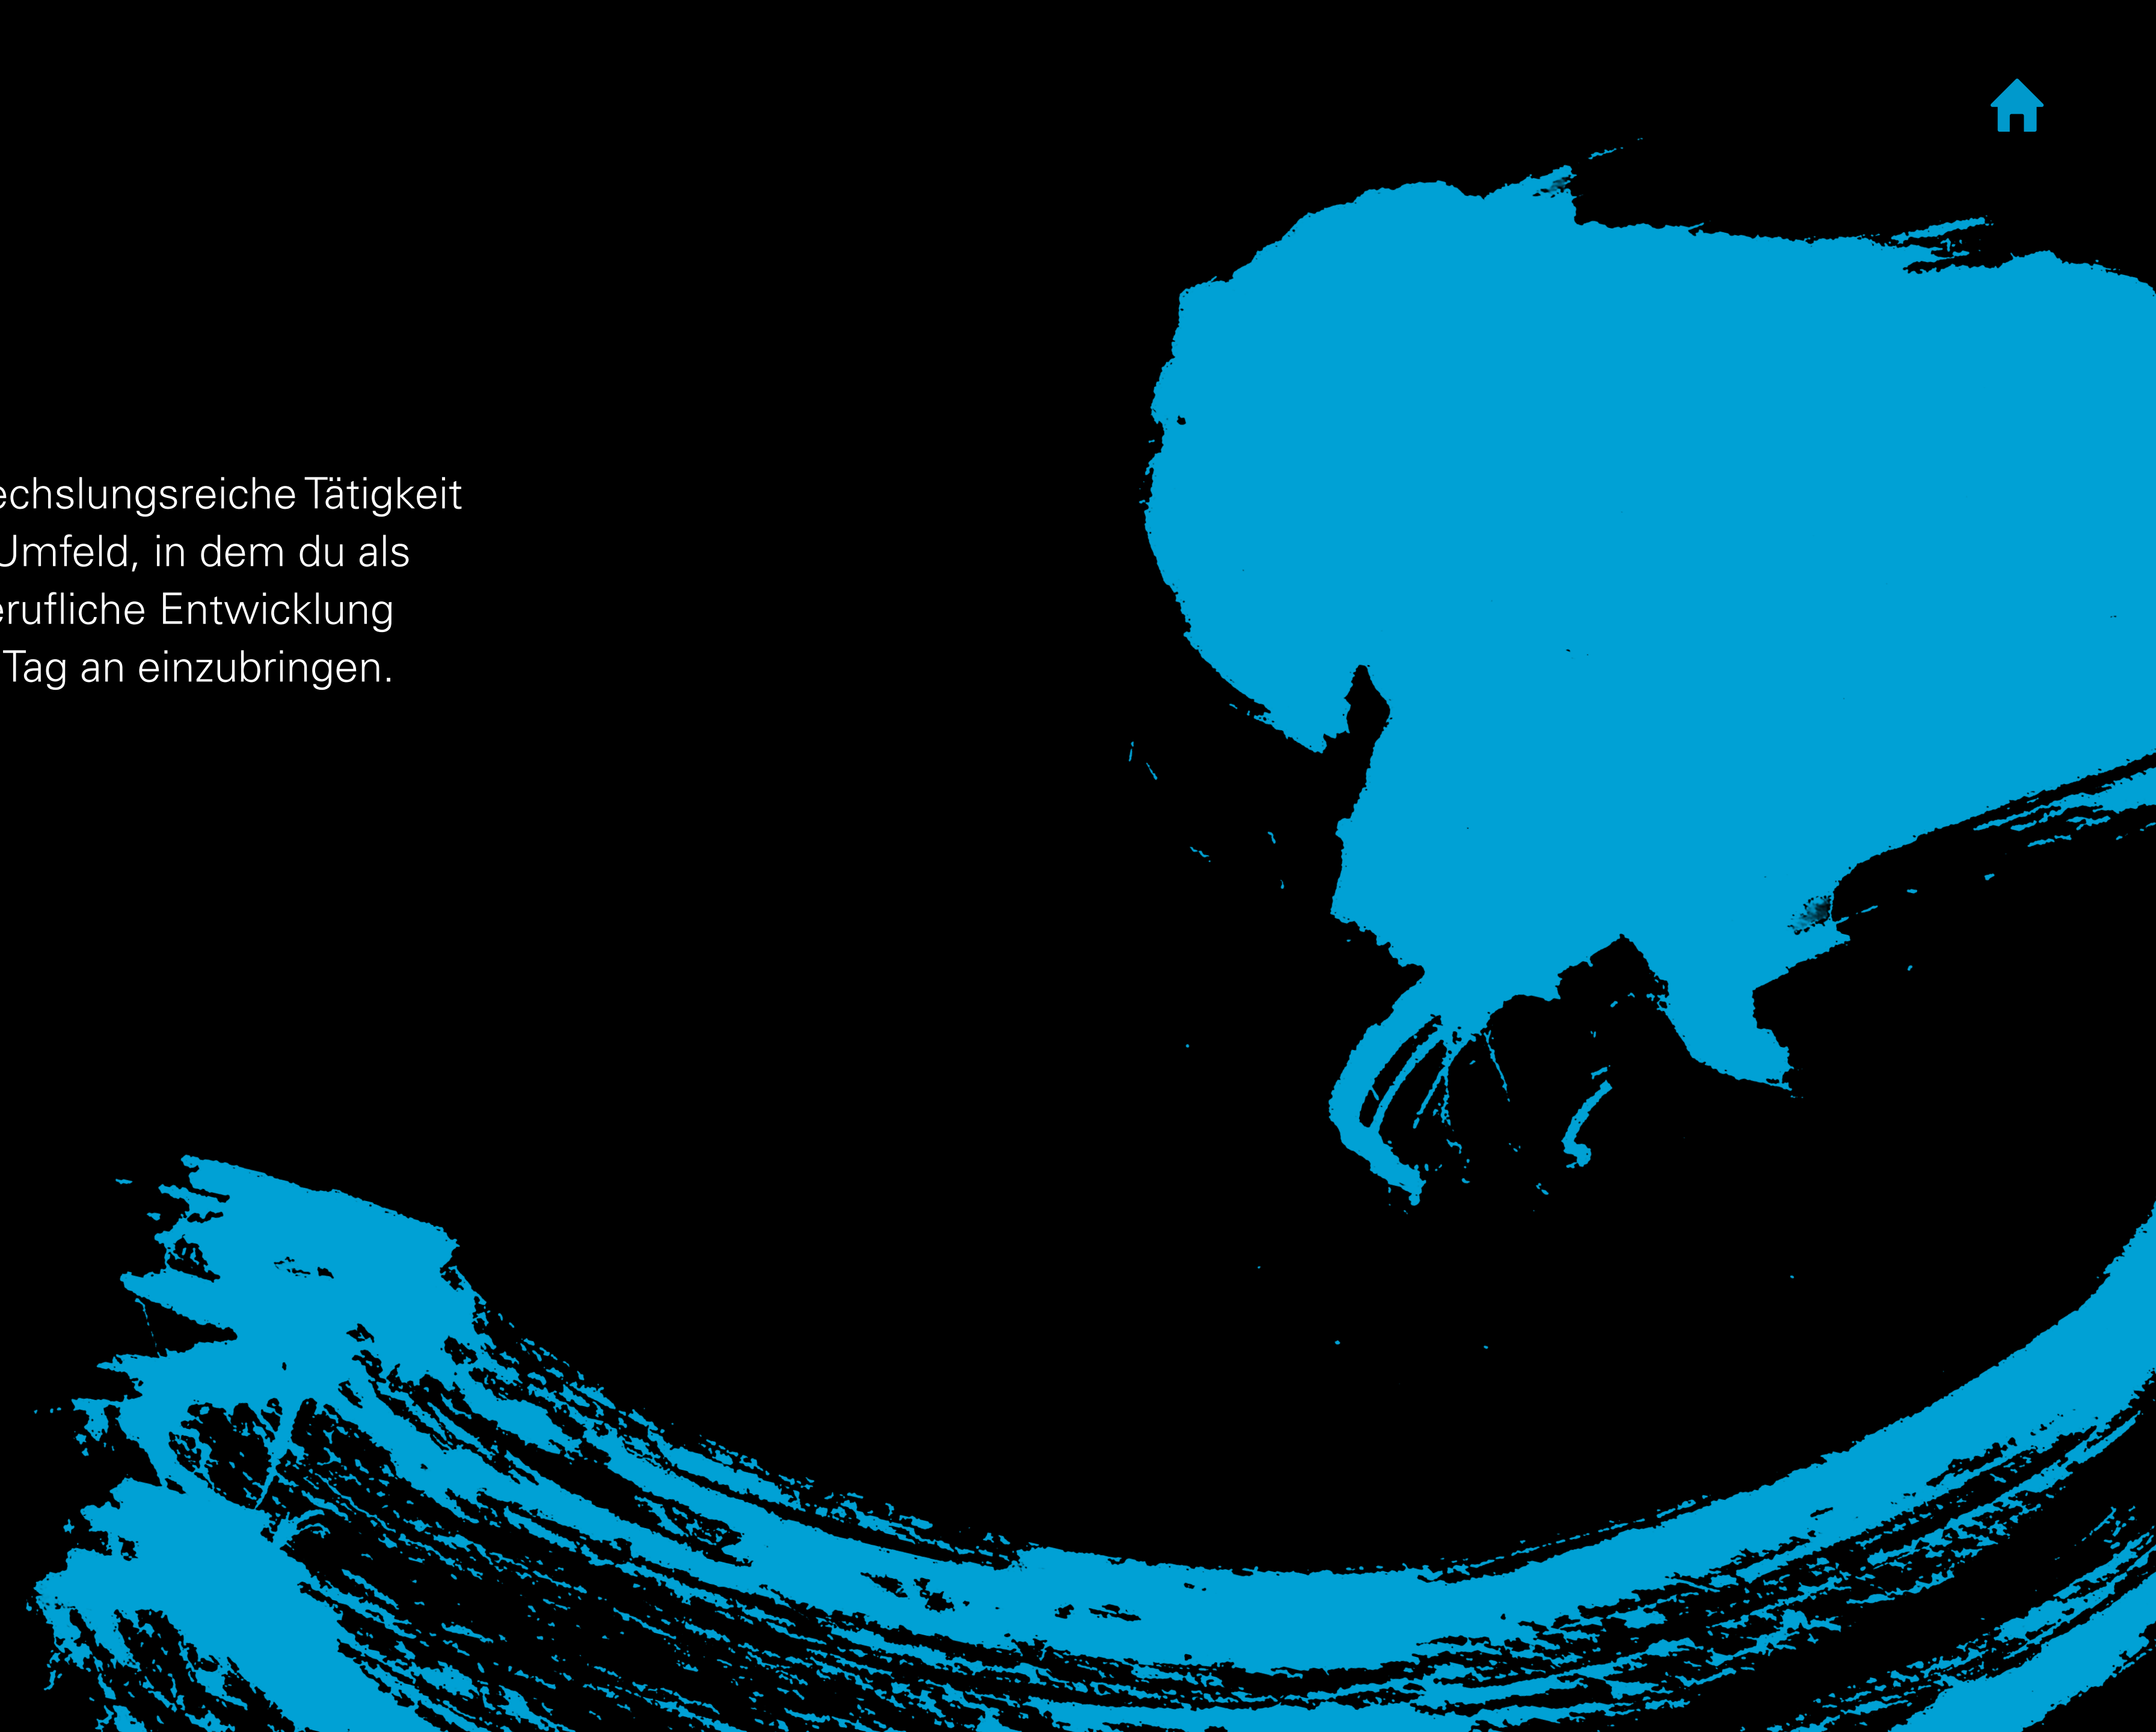 echslungsreiche Tätigkeit
Umfeld, in dem du als
erufliche Entwicklung
Tag an einzubringen.